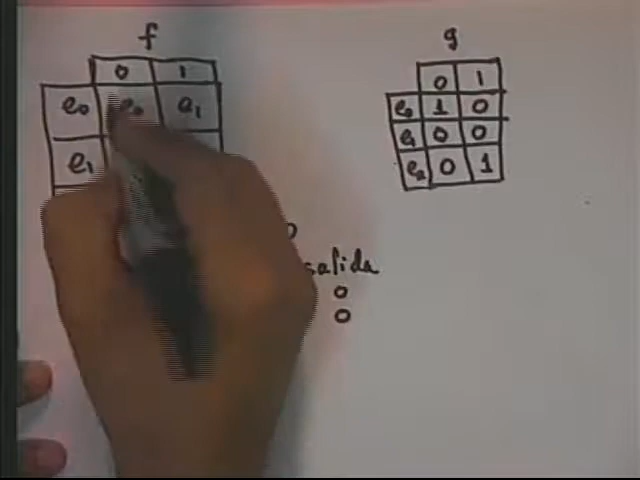 f
0 1
e₀ e₀ e₁
e₁
g
0 1
e₀ 1 0
e₁ 0 0
e₂ 0 1
salida
0
0